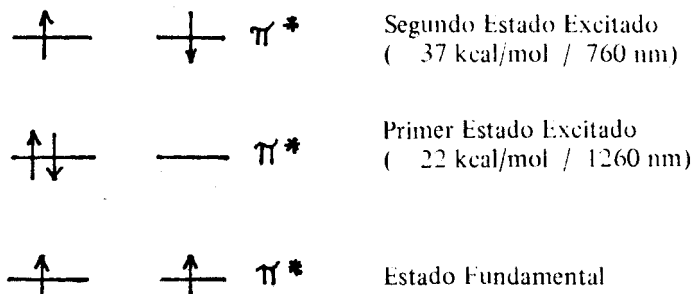 π* Segundo Estado Excitado
( 37 kcal/mol / 760 nm)
π* Primer Estado Excitado
( 22 kcal/mol / 1260 nm)
π* Estado Fundamental